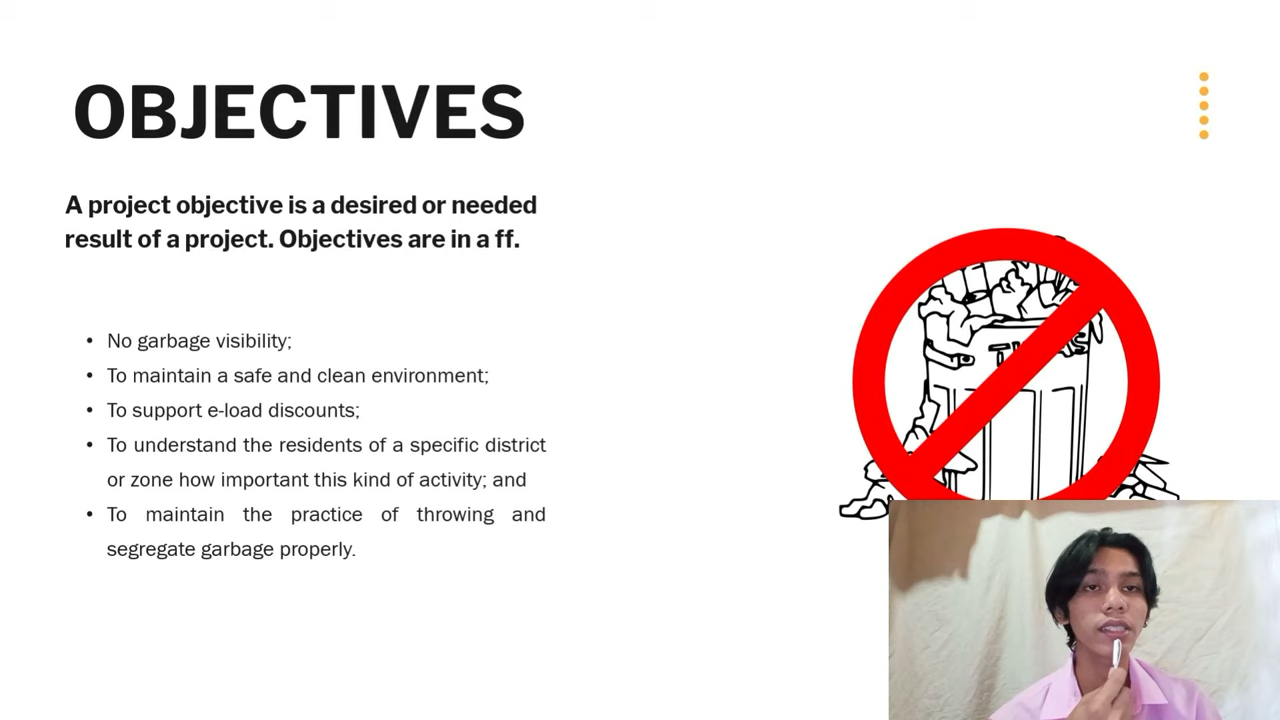 OBJECTIVES
A project objective is a desired or needed
result of a project. Objectives are in a ff.
• No garbage visibility;
• To maintain a safe and clean environment;
• To support e-load discounts;
• To understand the residents of a specific district
or zone how important this kind of activity; and
• To maintain the practice of throwing and
segregate garbage properly.